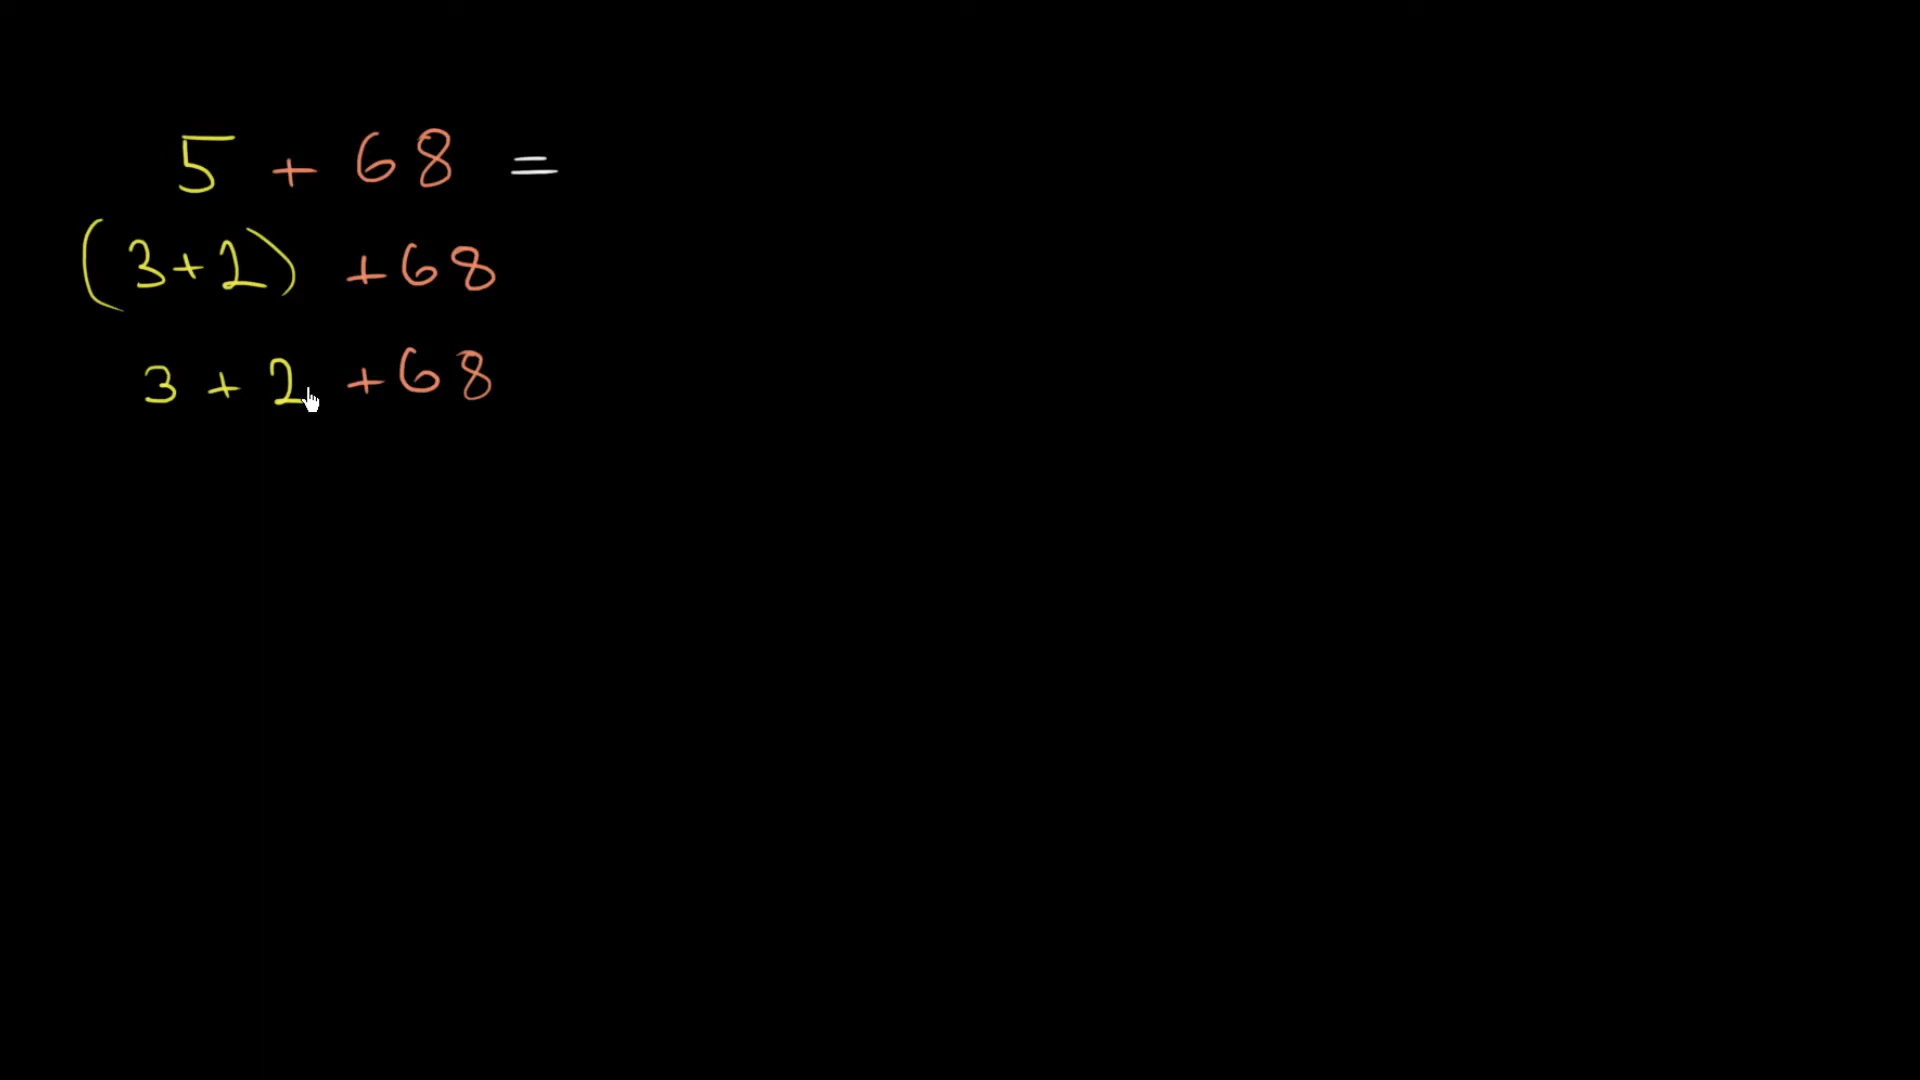 5 + 68 =
(3+2) +68
3 + 2 +68